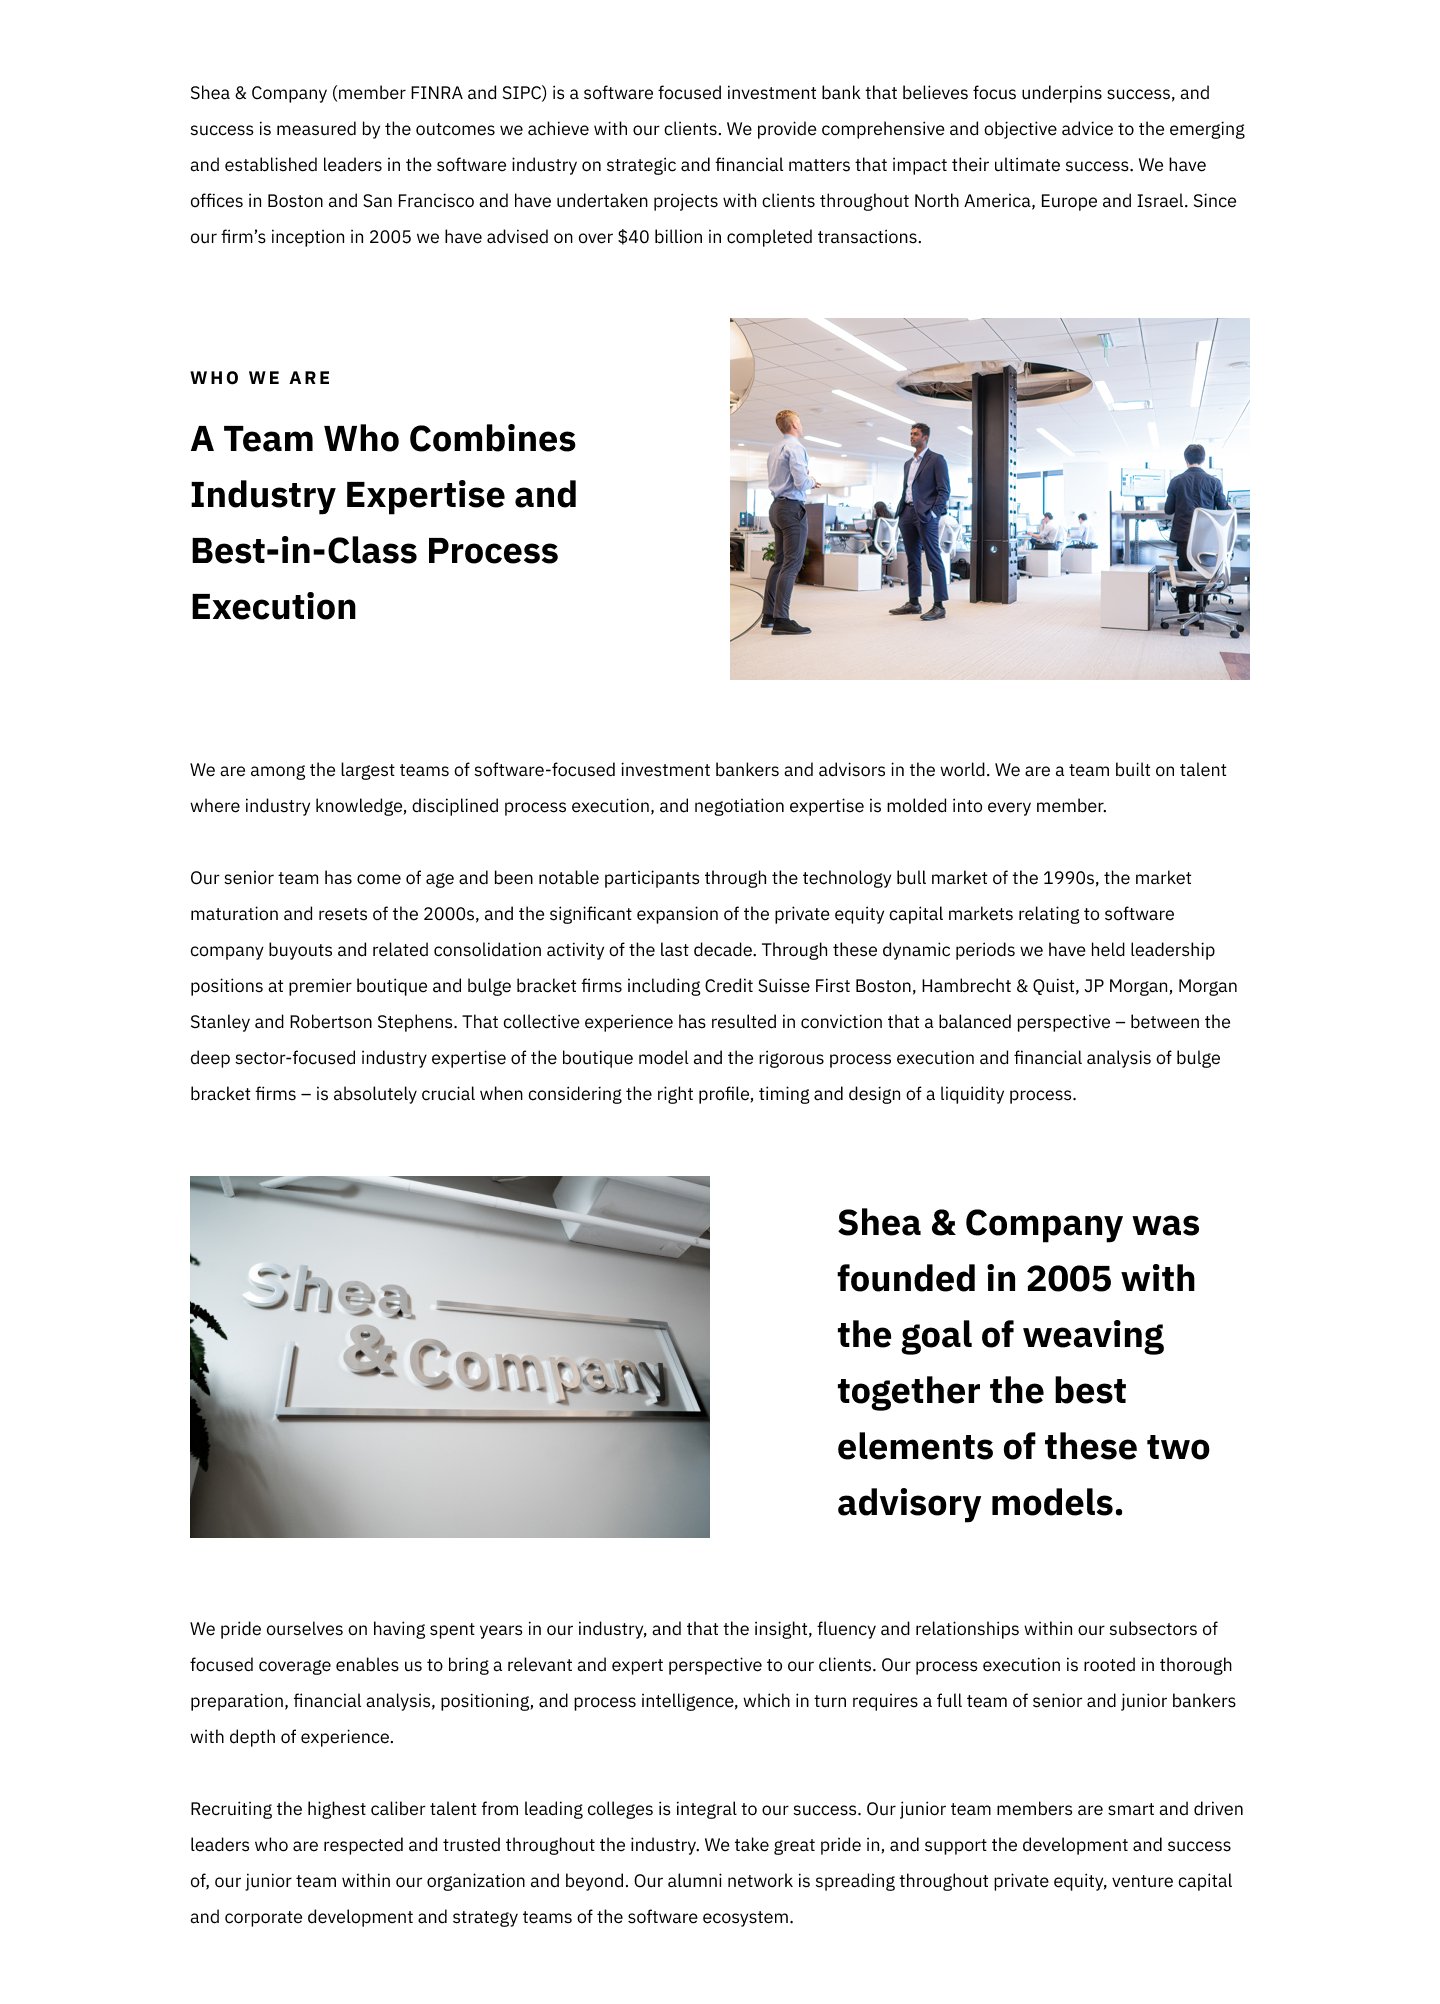 Shea & Company (member FINRA and SIPC) is a software focused investment bank that believes focus underpins success, and
success is measured by the outcomes we achieve with our clients. We provide comprehensive and objective advice to the emerging
and established leaders in the software industry on strategic and financial matters that impact their ultimate success. We have
offices in Boston and San Francisco and have undertaken projects with clients throughout North America, Europe and Israel. Since
our firm’s inception in 2005 we have advised on over $40 billion in completed transactions.
WHO WE ARE
A Team Who Combines
Industry Expertise and
Best-in-Class Process
Execution
We are among the largest teams of software-focused investment bankers and advisors in the world. We are a team built on talent
where industry knowledge, disciplined process execution, and negotiation expertise is molded into every member.
Our senior team has come of age and been notable participants through the technology bull market of the 1990s, the market
maturation and resets of the 2000s, and the significant expansion of the private equity capital markets relating to software
company buyouts and related consolidation activity of the last decade. Through these dynamic periods we have held leadership
positions at premier boutique and bulge bracket firms including Credit Suisse First Boston, Hambrecht & Quist, JP Morgan, Morgan
Stanley and Robertson Stephens. That collective experience has resulted in conviction that a balanced perspective – between the
deep sector-focused industry expertise of the boutique model and the rigorous process execution and financial analysis of bulge
bracket firms – is absolutely crucial when considering the right profile, timing and design of a liquidity process.
Shea
& Company
Shea & Company was
founded in 2005 with
the goal of weaving
together the best
elements of these two
advisory models.
We pride ourselves on having spent years in our industry, and that the insight, fluency and relationships within our subsectors of
focused coverage enables us to bring a relevant and expert perspective to our clients. Our process execution is rooted in thorough
preparation, financial analysis, positioning, and process intelligence, which in turn requires a full team of senior and junior bankers
with depth of experience.
Recruiting the highest caliber talent from leading colleges is integral to our success. Our junior team members are smart and driven
leaders who are respected and trusted throughout the industry. We take great pride in, and support the development and success
of, our junior team within our organization and beyond. Our alumni network is spreading throughout private equity, venture capital
and corporate development and strategy teams of the software ecosystem.